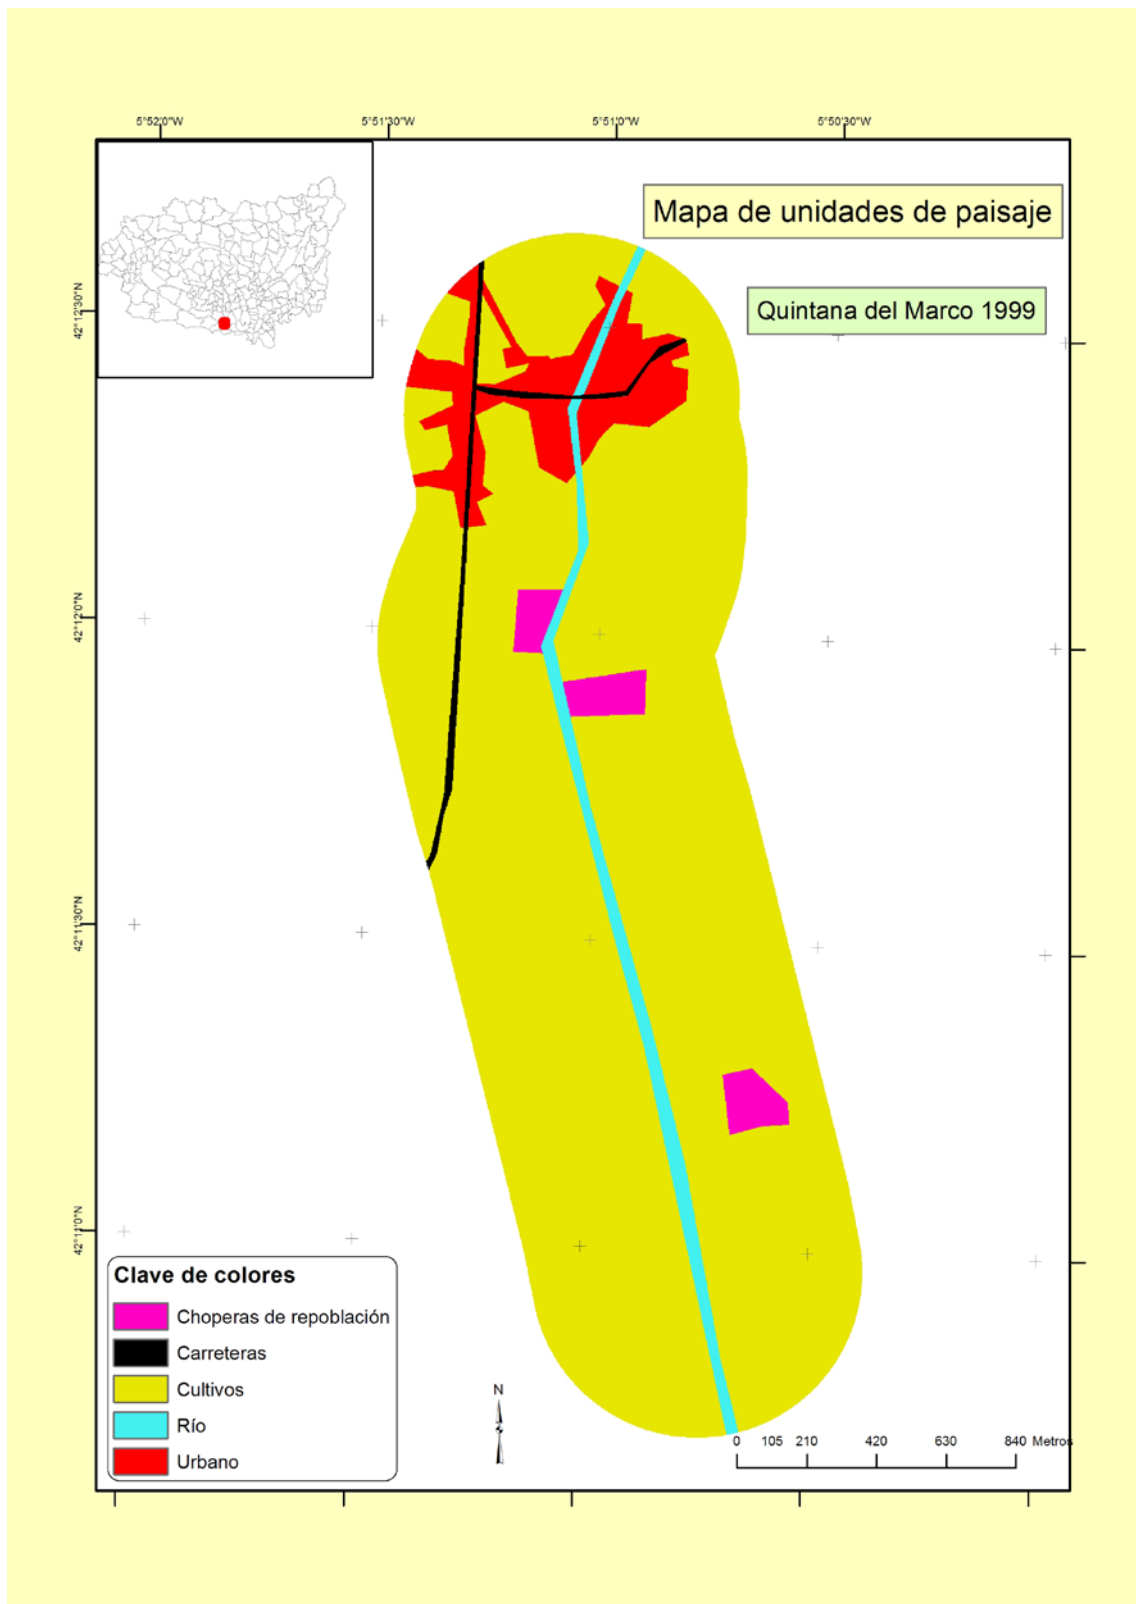 5°52'0"W 5°51'30"W 5°51'0"W 5°50'30"W
Mapa de unidades de paisaje
Quintana del Marco 1999
42°12'30"N
42°12'0"N
42°11'30"N
42°11'0"N
Clave de colores
Choperas de repoblación
Carreteras
Cultivos
Río
Urbano
N
0 105 210 420 630 840 Metros